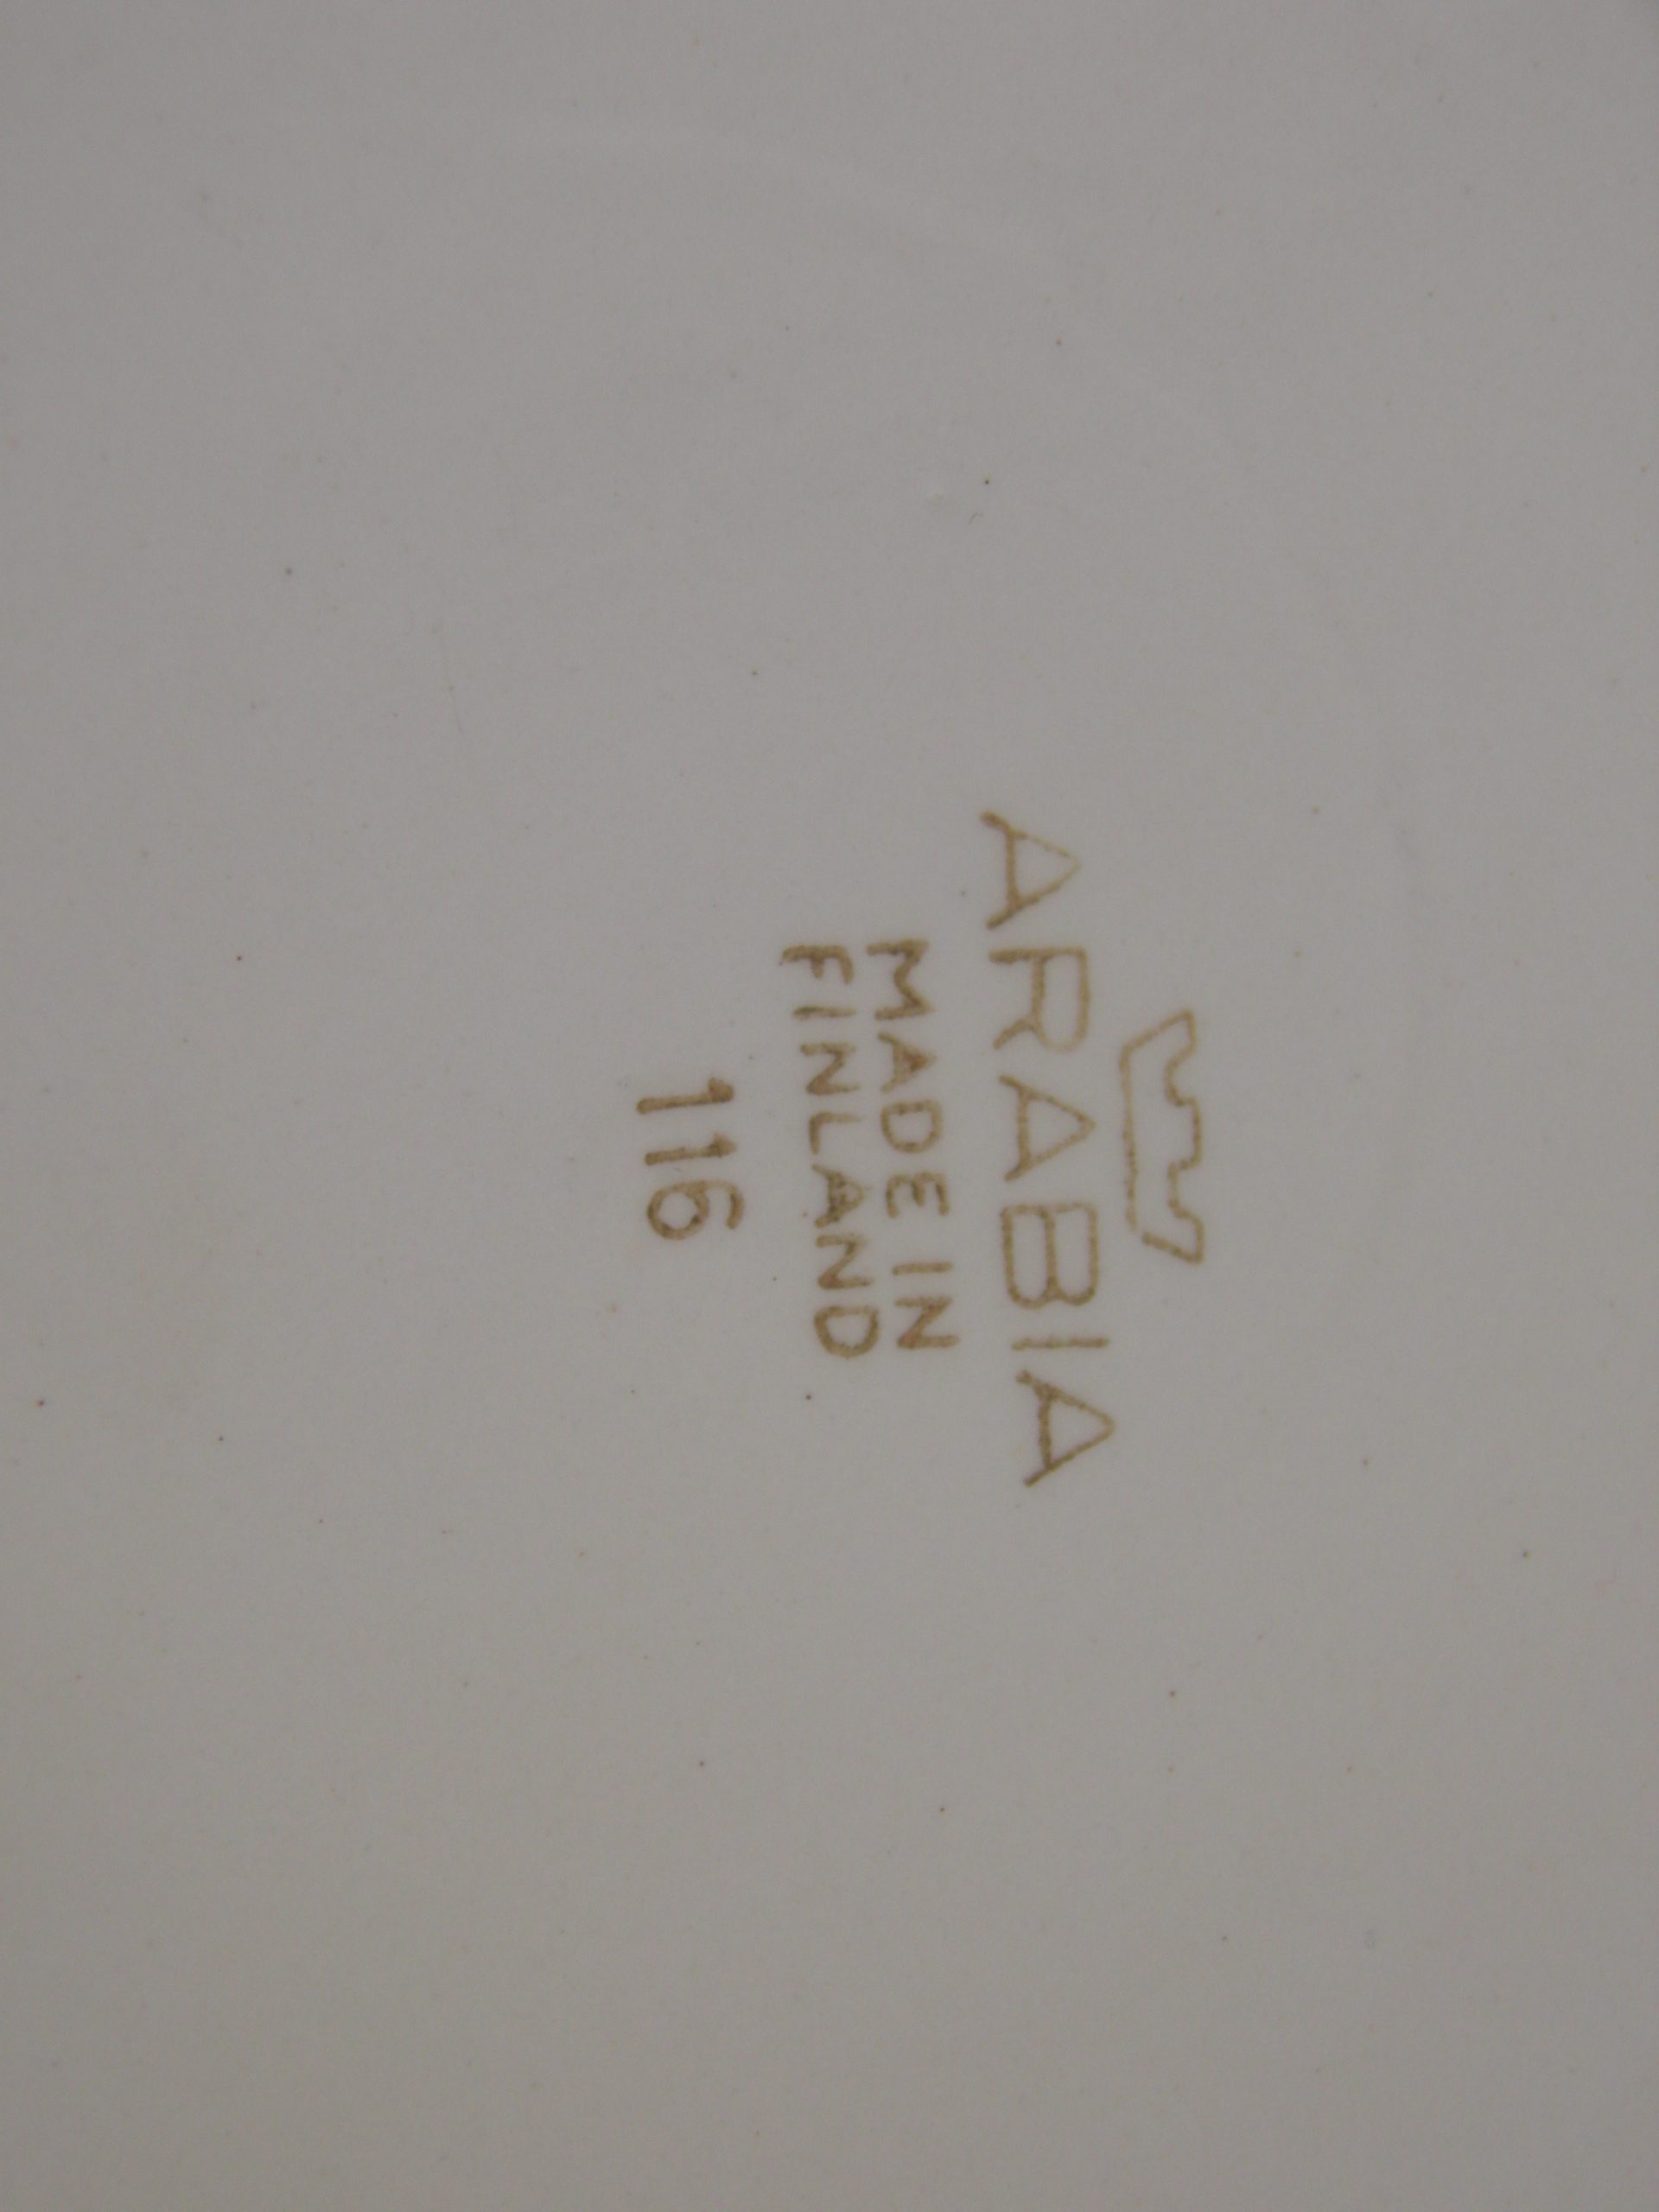 ARABIA
MADE IN
FINLAND
116